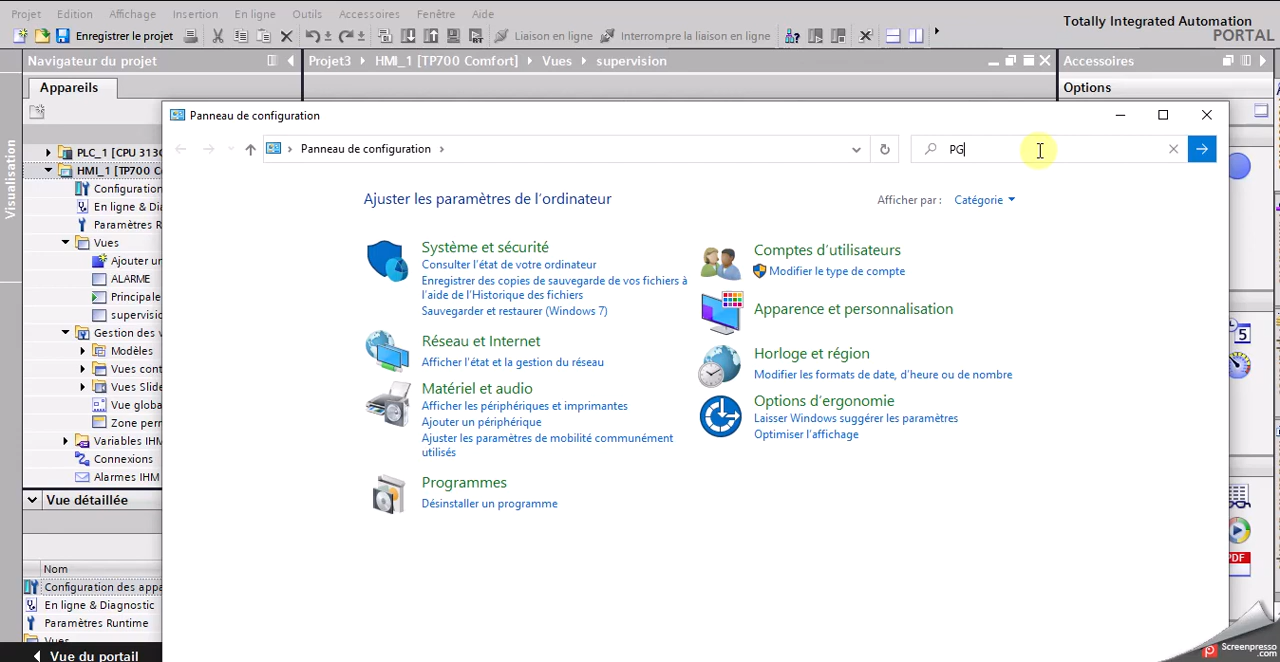 Projet Edition Affichage Insertion En ligne Outils Accessoires Fenêtre Aide
Totally Integrated Automation
PORTAL
Enregistrer le projet
Liaison en ligne
Interrompre la liaison en ligne
Navigateur du projet
Projet3 HMI_1 [TP700 Comfort] Vues supervision
Accessoires
Appareils
Options
Visualisation
PLC_1 [CPU 313C
HMI_1 [TP700 C
Configuration
En ligne & Dia
Paramètres R
Vues
Ajouter un
ALARME
Principale
supervisio
Gestion des v
Modèles
Vues cont
Vues Slide
Vue globa
Zone perr
Variables IHM
Connexions
Alarmes IHM
Vue détaillée
Nom
Configuration des appa
En ligne & Diagnostic
Paramètres Runtime
Vues
Vue du portail
Panneau de configuration
Panneau de configuration
PG
Ajuster les paramètres de l'ordinateur
Afficher par : Catégorie
Système et sécurité
Consulter l'état de votre ordinateur
Enregistrer des copies de sauvegarde de vos fichiers à
l'aide de l'Historique des fichiers
Sauvegarder et restaurer (Windows 7)
Réseau et Internet
Afficher l'état et la gestion du réseau
Matériel et audio
Afficher les périphériques et imprimantes
Ajouter un périphérique
Ajuster les paramètres de mobilité communément
utilisés
Programmes
Désinstaller un programme
Comptes d'utilisateurs
Modifier le type de compte
Apparence et personnalisation
Horloge et région
Modifier les formats de date, d'heure ou de nombre
Options d'ergonomie
Laisser Windows suggérer les paramètres
Optimiser l'affichage
5
PDF
Screenpresso
.com